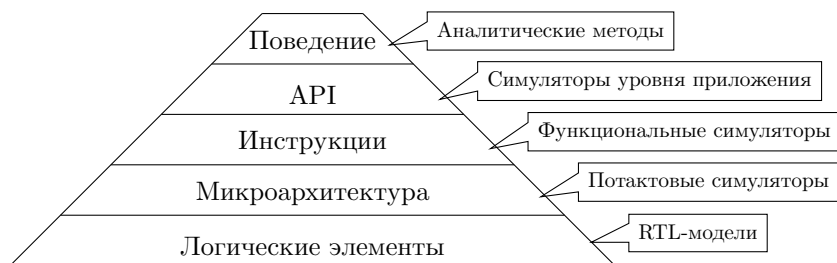 Поведение
Аналитические методы
API
Симуляторы уровня приложения
Инструкции
Функциональные симуляторы
Микроархитектура
Потактовые симуляторы
Логические элементы
RTL-модели